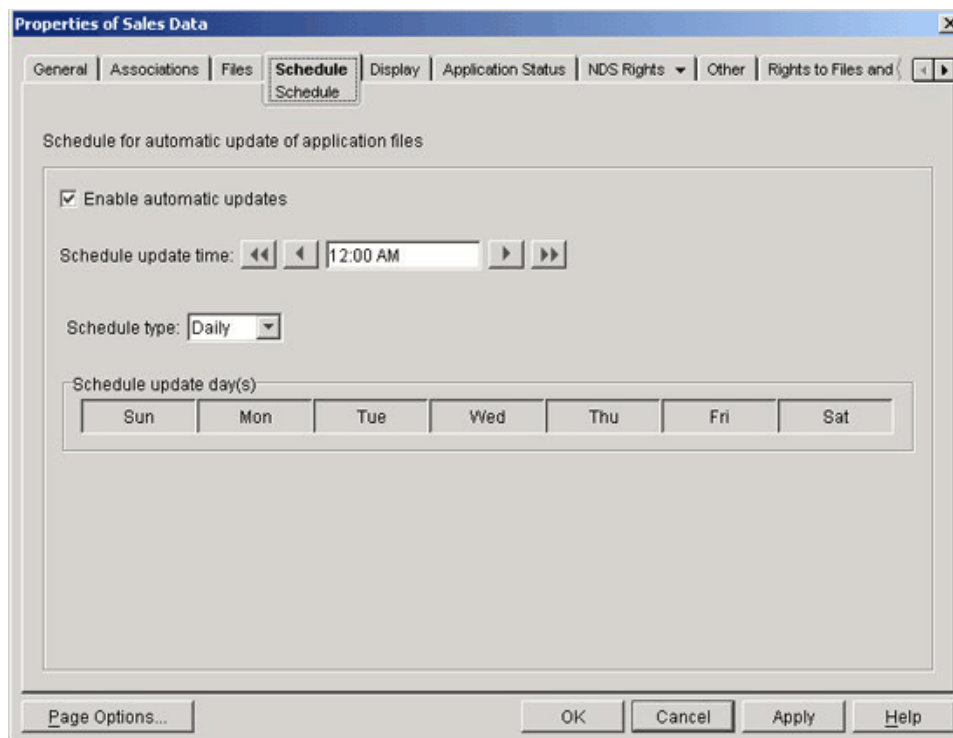 Properties of Sales Data
General Associations Files Schedule Display Application Status NDS Rights Other Rights to Files and
Schedule
Schedule for automatic update of application files
Enable automatic updates
Schedule update time: 12:00 AM
Schedule type: Daily
Schedule update day(s)
Sun Mon Tue Wed Thu Fri Sat
Page Options... OK Cancel Apply Help